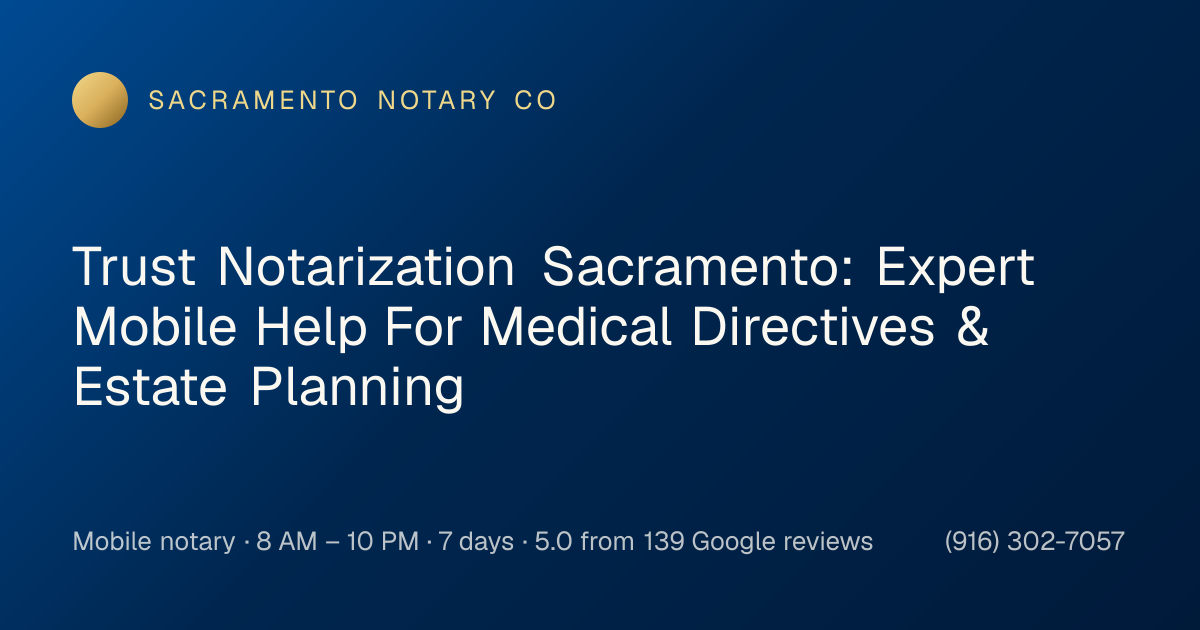 SACRAMENTO NOTARY CO
Trust Notarization Sacramento: Expert
Mobile Help For Medical Directives &
Estate Planning
Mobile notary · 8 AM – 10 PM · 7 days · 5.0 from 139 Google reviews
(916) 302-7057